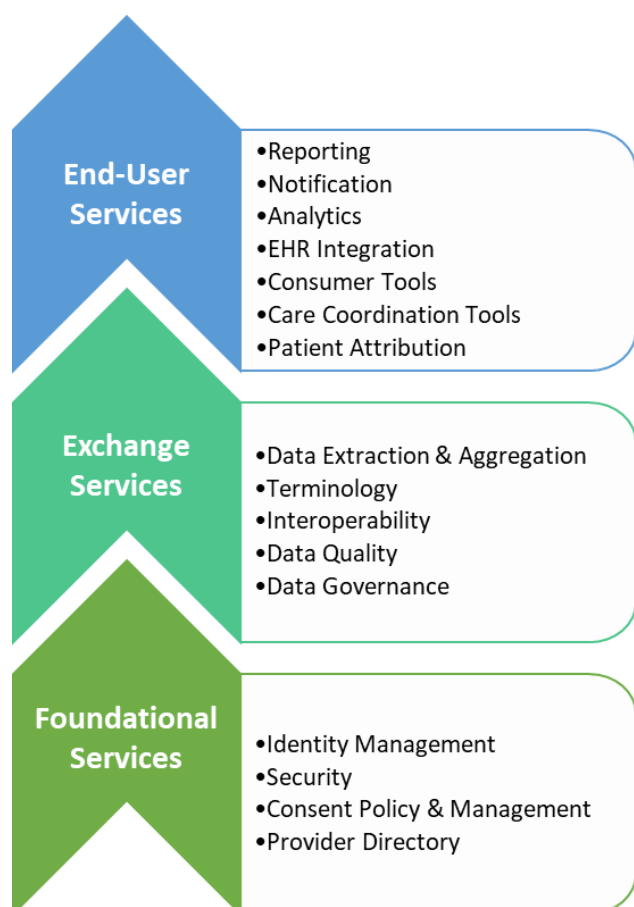 End-User
Services
•Reporting
•Notification
•Analytics
•EHR Integration
•Consumer Tools
•Care Coordination Tools
•Patient Attribution
Exchange
Services
•Data Extraction & Aggregation
•Terminology
•Interoperability
•Data Quality
•Data Governance
Foundational
Services
•Identity Management
•Security
•Consent Policy & Management
•Provider Directory